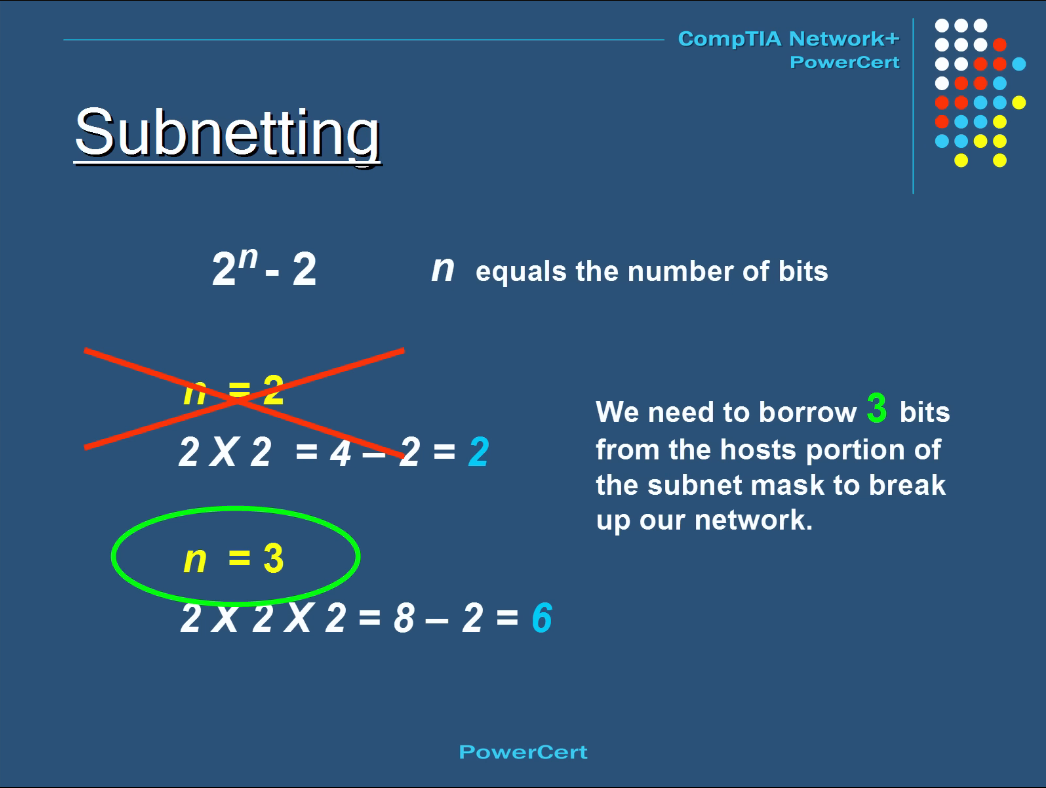 CompTIA Network+
PowerCert
Subnetting
2ⁿ - 2
n equals the number of bits
n = 2
2 X 2 = 4 – 2 = 2
We need to borrow 3 bits
from the hosts portion of
the subnet mask to break
up our network.
n = 3
2 X 2 X 2 = 8 – 2 = 6
PowerCert